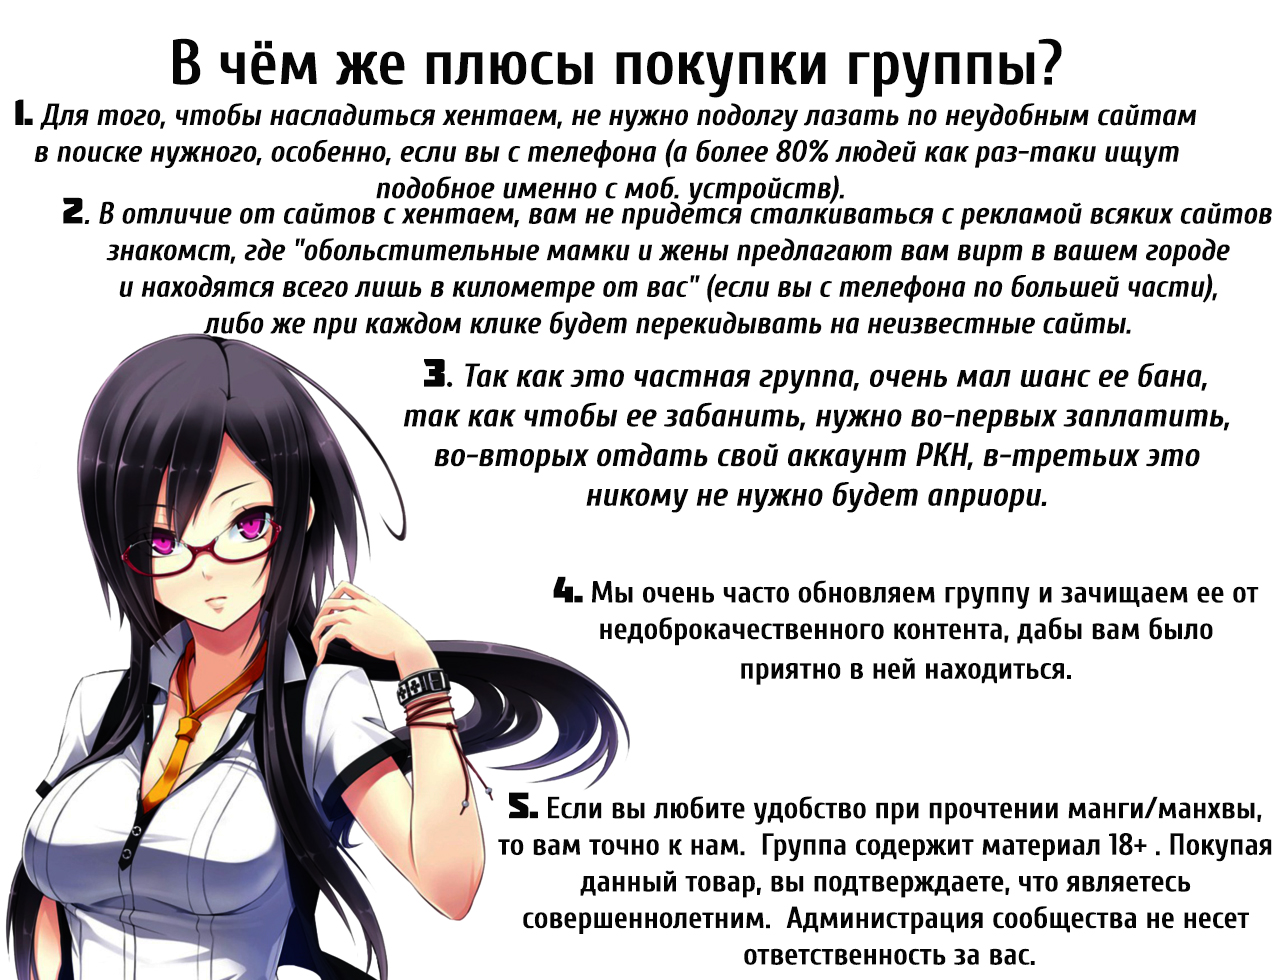 В чём же плюсы покупки группы?
1. Для того, чтобы насладиться хентаем, не нужно подолгу лазать по неудобным сайтам
в поиске нужного, особенно, если вы с телефона (а более 80% людей как раз-таки ищут
подобное именно с моб. устройств).
2. В отличие от сайтов с хентаем, вам не придется сталкиваться с рекламой всяких сайтов
знакомст, где "обольстительные мамки и жены предлагают вам вирт в вашем городе
и находятся всего лишь в километре от вас" (если вы с телефона по большей части),
либо же при каждом клике будет перекидывать на неизвестные сайты.
3. Так как это частная группа, очень мал шанс ее бана,
так как чтобы ее забанить, нужно во-первых заплатить,
во-вторых отдать свой аккаунт РКН, в-третьих это
никому не нужно будет априори.
4. Мы очень часто обновляем группу и зачищаем ее от
недоброкачественного контента, дабы вам было
приятно в ней находиться.
5. Если вы любите удобство при прочтении манги/манхвы,
то вам точно к нам. Группа содержит материал 18+ . Покупая
данный товар, вы подтверждаете, что являетесь
совершеннолетним. Администрация сообщества не несет
ответственность за вас.